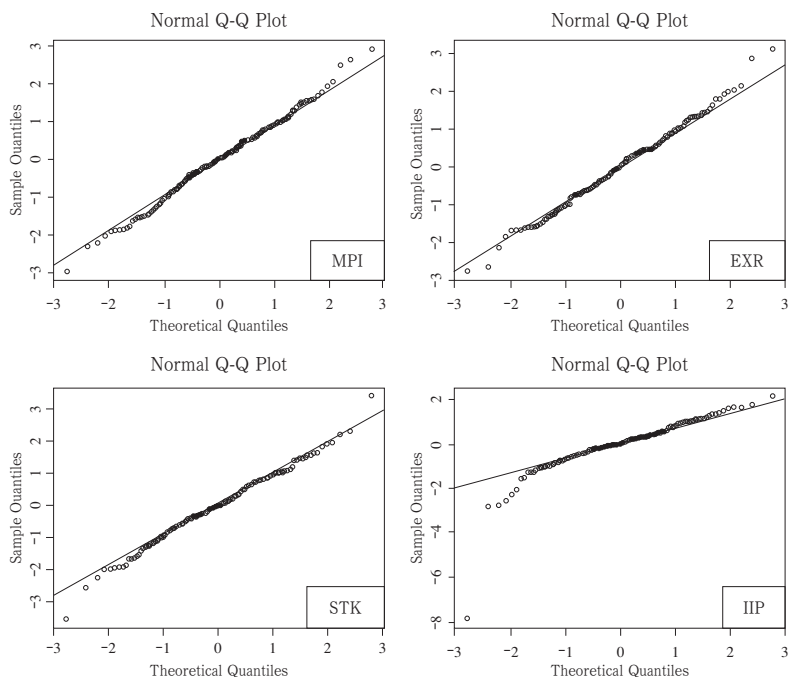 Normal Q-Q Plot
Sample Quantiles
3
2
1
0
-1
-2
-3
MPI
-3 -2 -1 0 1 2 3
Theoretical Quantiles
Normal Q-Q Plot
Sample Quantiles
3
2
1
0
-1
-2
-3
EXR
-3 -2 -1 0 1 2 3
Theoretical Quantiles
Normal Q-Q Plot
Sample Quantiles
3
2
1
0
-1
-2
-3
STK
-3 -2 -1 0 1 2 3
Theoretical Quantiles
Normal Q-Q Plot
Sample Quantiles
2
0
-2
-4
-6
-8
IIP
-3 -2 -1 0 1 2 3
Theoretical Quantiles